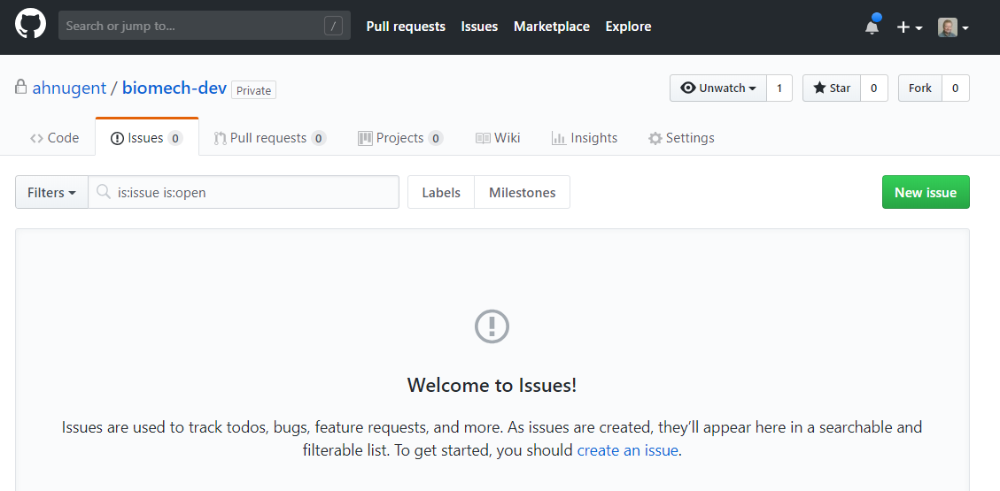 Search or jump to... / Pull requests Issues Marketplace Explore
ahnugent / biomech-dev Private Unwatch 1 Star 0 Fork 0
Code Issues 0 Pull requests 0 Projects 0 Wiki Insights Settings
Filters is:issue is:open Labels Milestones New issue
Welcome to Issues!
Issues are used to track todos, bugs, feature requests, and more. As issues are created, they’ll appear here in a searchable and
filterable list. To get started, you should create an issue.